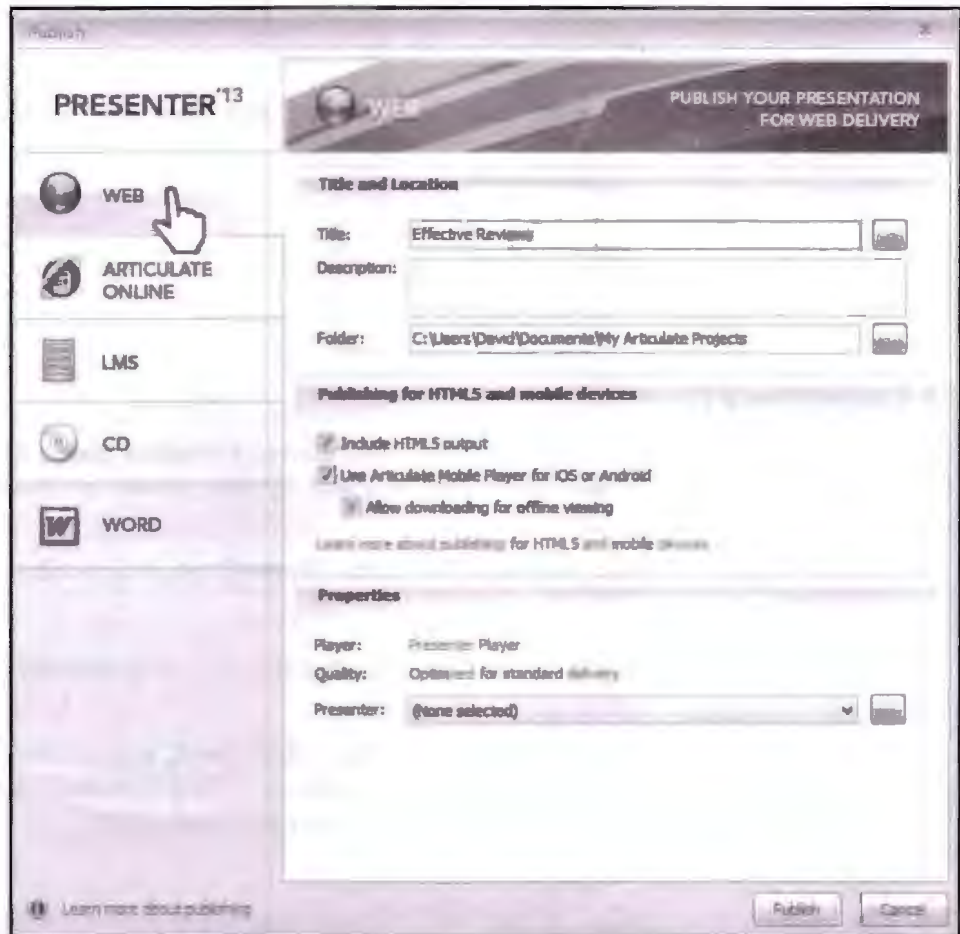 Publish
PRESENTER '13
WEB
ARTICULATE
ONLINE
LMS
CD
WORD
WEB
PUBLISH YOUR PRESENTATION
FOR WEB DELIVERY
Title and Location
Title: Effective Reviews
Description:
Folder: C:\Users\David\Documents\My Articulate Projects
Publishing for HTML5 and mobile devices
Include HTML5 output
Use Articulate Mobile Player for iOS or Android
Allow downloading for offline viewing
Learn more about publishing for HTML5 and mobile devices
Properties
Player: Presenter Player
Quality: Optimized for standard delivery
Presenter: (None selected)
Learn more about publishing
Publish
Cancel